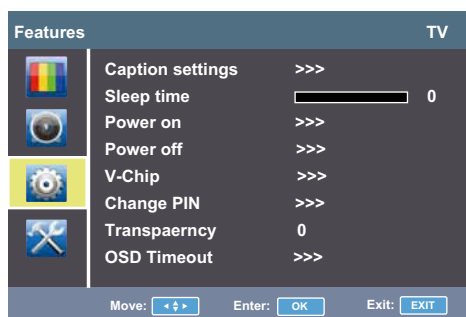 Features TV
Caption settings >>>
Sleep time 0
Power on >>>
Power off >>>
V-Chip >>>
Change PIN >>>
Transpaerncy 0
OSD Timeout >>>
Move: Enter: OK Exit: EXIT